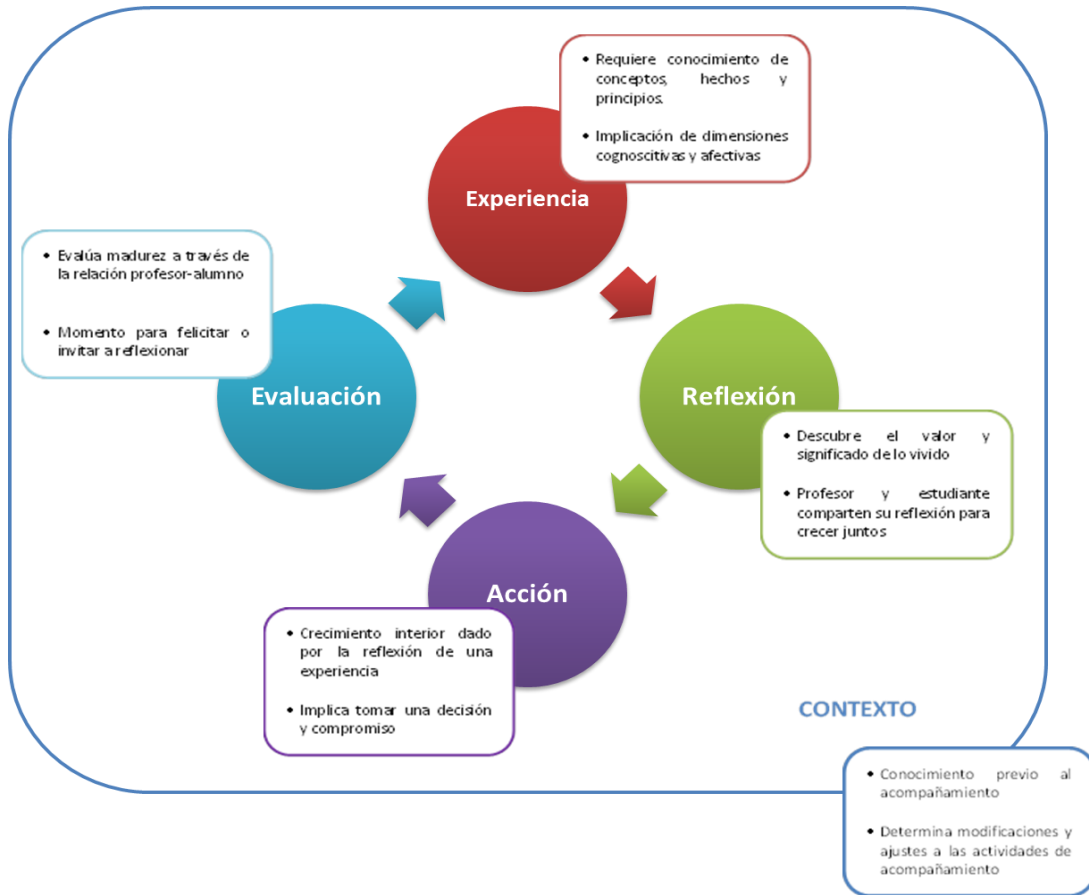 • Requiere conocimiento de
conceptos, hechos y
principios.
• Implicación de dimensiones
cognoscitivas y afectivas
Experiencia
• Evalúa madurez a través de
la relación profesor-alumno
• Momento para felicitar o
invitar a reflexionar
Evaluación
Reflexión
• Descubre el valor y
significado de lo vivido
• Profesor y estudiante
comparten su reflexión para
crecer juntos
Acción
• Crecimiento interior dado
por la reflexión de una
experiencia
• Implica tomar una decisión
y compromiso
CONTEXTO
• Conocimiento previo al
acompañamiento
• Determina modificaciones y
ajustes a las actividades de
acompañamiento